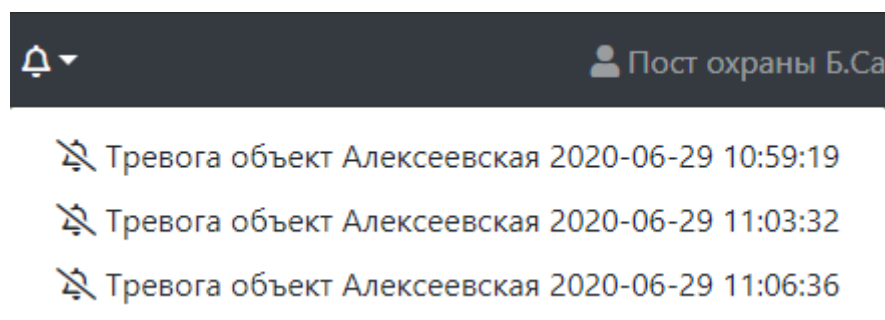 Пост охраны Б.Са
Тревога объект Алексеевская 2020-06-29 10:59:19
Тревога объект Алексеевская 2020-06-29 11:03:32
Тревога объект Алексеевская 2020-06-29 11:06:36